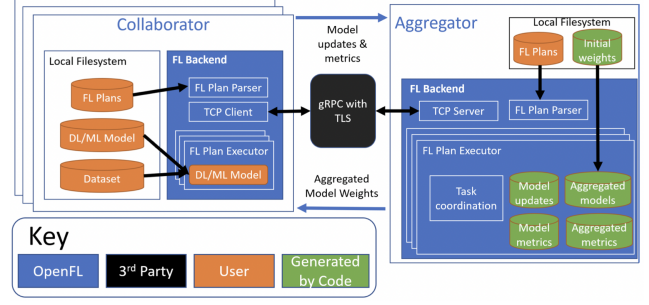 Collaborator
Local Filesystem
FL Plans
DL/ML Model
Dataset
FL Backend
FL Plan Parser
TCP Client
FL Plan Executor
DL/ML Model
Model
updates &
metrics
gRPC with
TLS
Aggregated
Model Weights
Aggregator
Local Filesystem
FL Plans
Initial
weights
FL Backend
TCP Server
FL Plan Parser
FL Plan Executor
Task
coordination
Model
updates
Aggregated
models
Model
metrics
Aggregated
metrics
Key
OpenFL
3rd Party
User
Generated
by Code